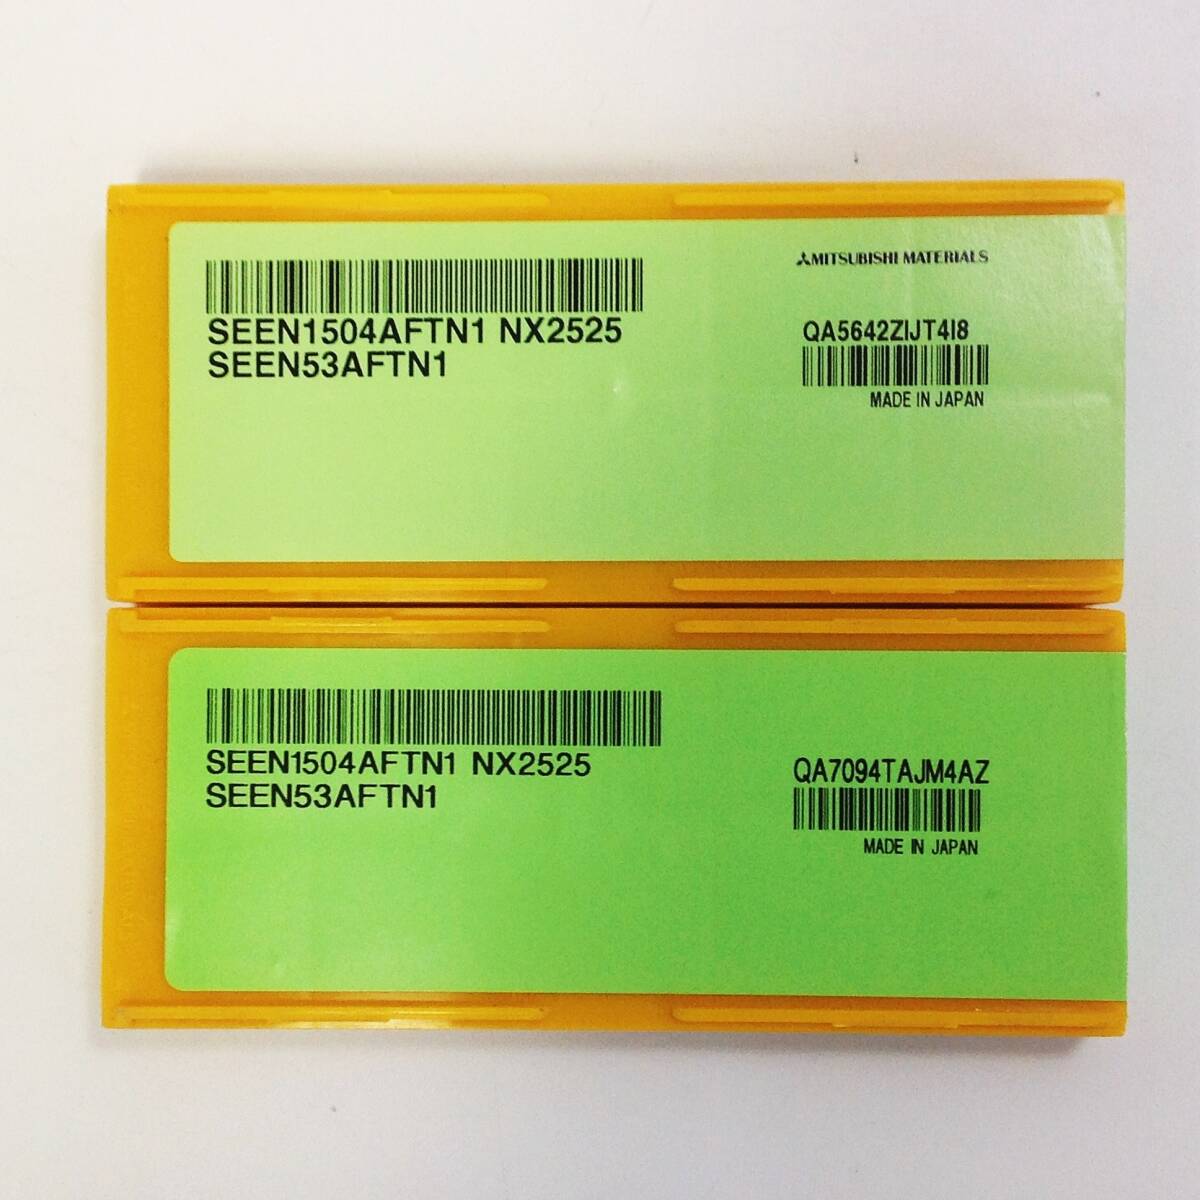 SEEN1504AFTN1 NX2525
SEEN53AFTN1
MITSUBISHI MATERIALS
QA5642ZIJT4I8
MADE IN JAPAN
SEEN1504AFTN1 NX2525
SEEN53AFTN1
QA7094TAJM4AZ
MADE IN JAPAN